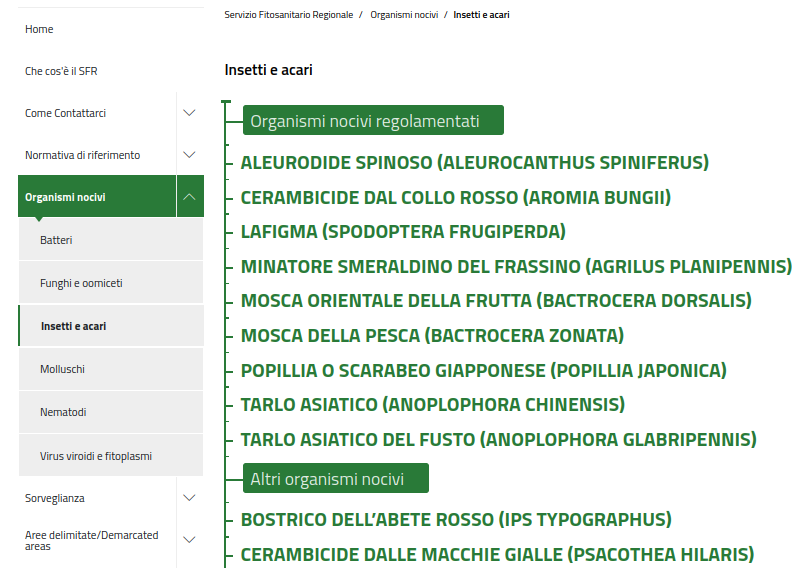 Servizio Fitosanitario Regionale / Organismi nocivi / Insetti e acari
Home
Che cos'è il SFR
Come Contattarci
Normativa di riferimento
Organismi nocivi
Batteri
Funghi e oomiceti
Insetti e acari
Molluschi
Nematodi
Virus viroidi e fitoplasmi
Sorveglianza
Aree delimitate/Demarcated
areas
Insetti e acari
Organismi nocivi regolamentati
ALEURODIDE SPINOSO (ALEUROCANTHUS SPINIFERUS)
CERAMBICIDE DAL COLLO ROSSO (AROMIA BUNGII)
LAFIGMA (SPODOPTERA FRUGIPERDA)
MINATORE SMERALDINO DEL FRASSINO (AGRILUS PLANIPENNIS)
MOSCA ORIENTALE DELLA FRUTTA (BACTROCERA DORSALIS)
MOSCA DELLA PESCA (BACTROCERA ZONATA)
POPILLIA O SCARABEO GIAPPONESE (POPILLIA JAPONICA)
TARLO ASIATICO (ANOPLOPHORA CHINENSIS)
TARLO ASIATICO DEL FUSTO (ANOPLOPHORA GLABRIPENNIS)
Altri organismi nocivi
BOSTRICO DELL’ABETE ROSSO (IPS TYPOGRAPHUS)
CERAMBICIDE DALLE MACCHIE GIALLE (PSACOTHEA HILARIS)